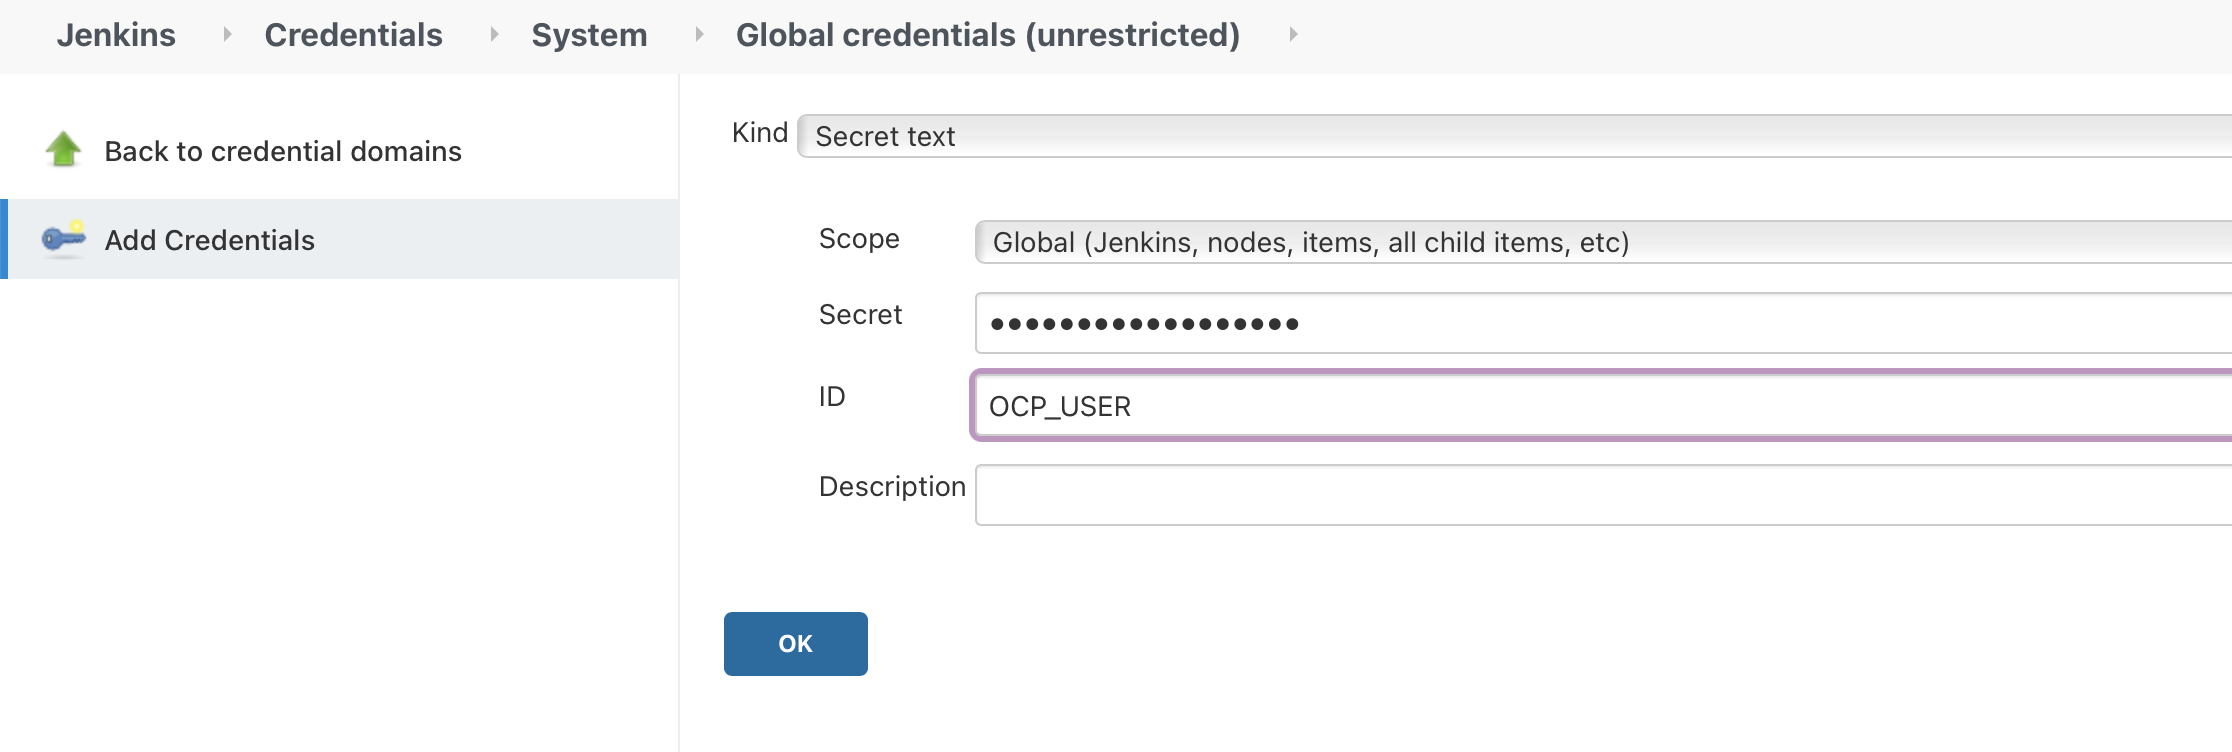 Jenkins Credentials System Global credentials (unrestricted)
Back to credential domains
Add Credentials
Kind Secret text
Scope Global (Jenkins, nodes, items, all child items, etc)
Secret ••••••••••••••••••
ID OCP_USER
Description
OK